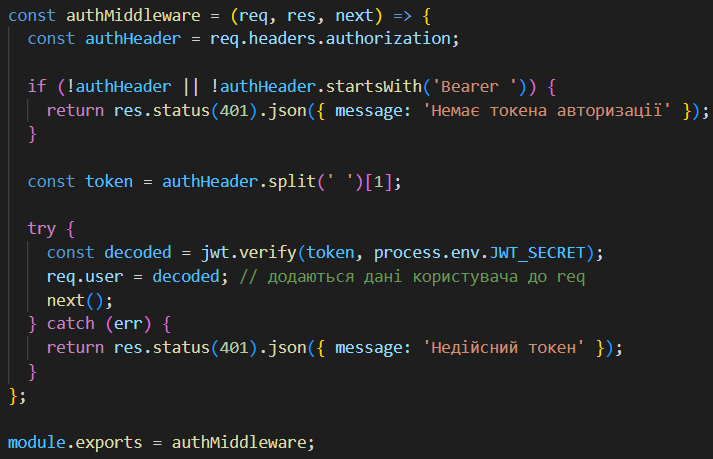 const authMiddleware = (req, res, next) => {
  const authHeader = req.headers.authorization;

  if (!authHeader || !authHeader.startsWith('Bearer ')) {
    return res.status(401).json({ message: 'Немає токена авторизації' });
  }

  const token = authHeader.split(' ')[1];

  try {
    const decoded = jwt.verify(token, process.env.JWT_SECRET);
    req.user = decoded; // додаються дані користувача до req
    next();
  } catch (err) {
    return res.status(401).json({ message: 'Недійсний токен' });
  }
};

module.exports = authMiddleware;